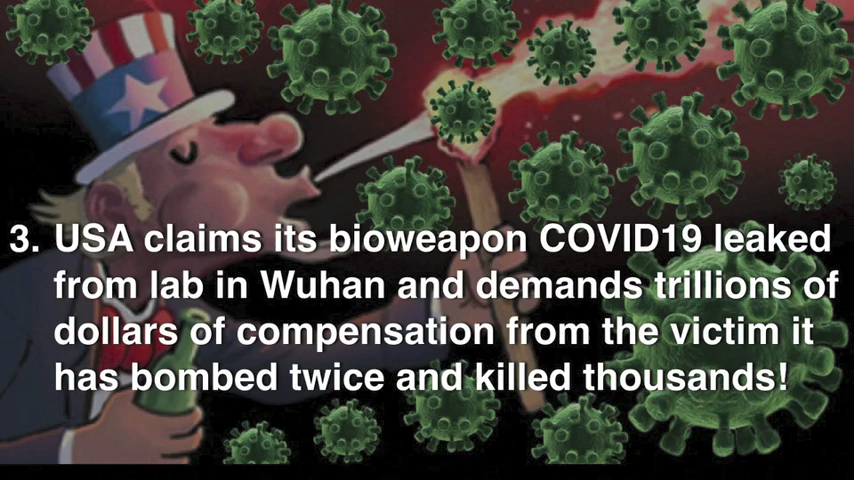 3. USA claims its bioweapon COVID19 leaked
from lab in Wuhan and demands trillions of
dollars of compensation from the victim it
has bombed twice and killed thousands!